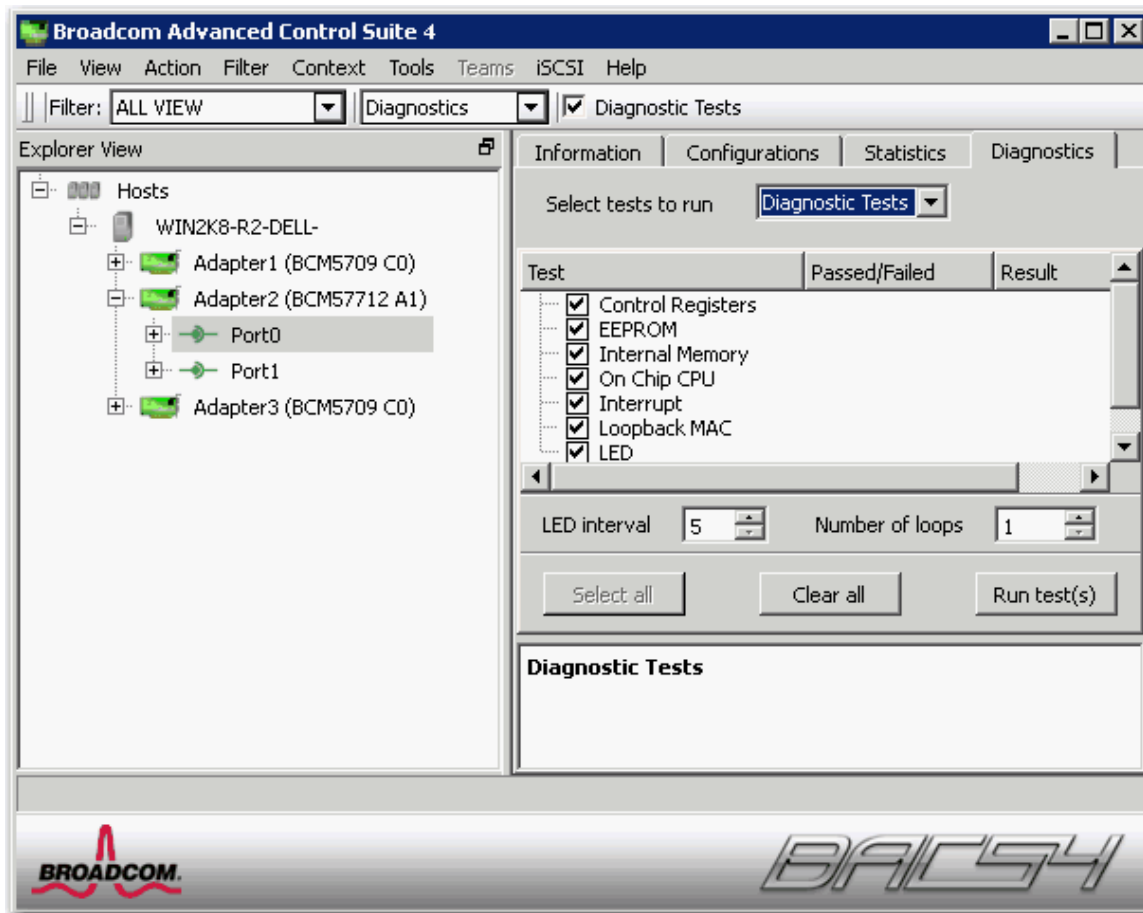 Broadcom Advanced Control Suite 4
File View Action Filter Context Tools Teams iSCSI Help
Filter: ALL VIEW Diagnostics Diagnostic Tests
Explorer View
Hosts
WIN2K8-R2-DELL-
Adapter1 (BCM5709 C0)
Adapter2 (BCM57712 A1)
Port0
Port1
Adapter3 (BCM5709 C0)
Information Configurations Statistics Diagnostics
Select tests to run Diagnostic Tests
Test Passed/Failed Result
Control Registers
EEPROM
Internal Memory
On Chip CPU
Interrupt
Loopback MAC
LED
LED interval 5 Number of loops 1
Select all Clear all Run test(s)
Diagnostic Tests
BROADCOM. BACS4